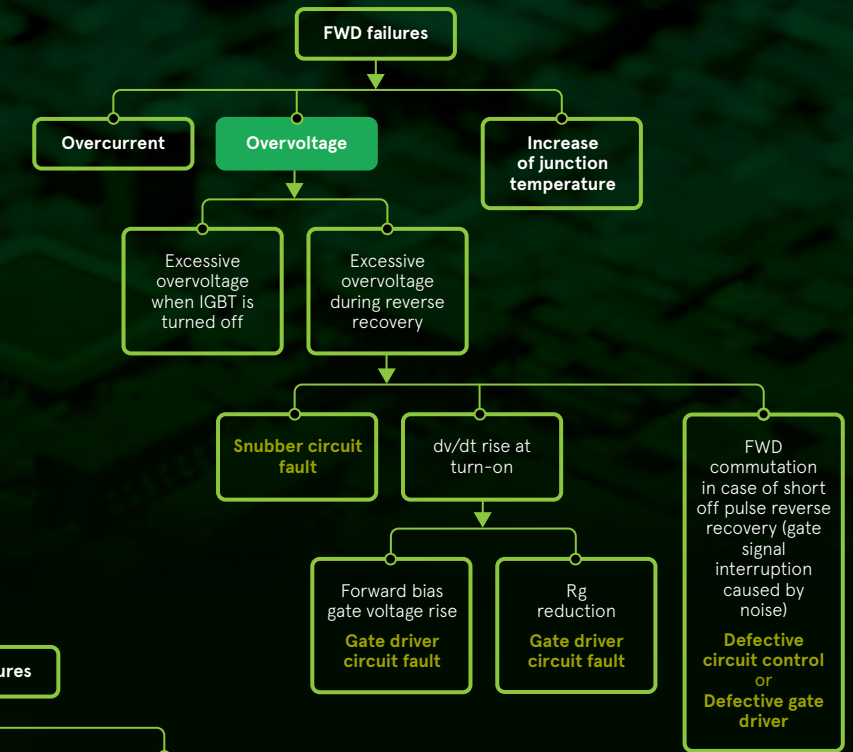 FWD failures
Overcurrent
Overvoltage
Increase
of junction
temperature
Excessive
overvoltage
when IGBT is
turned off
Excessive
overvoltage
during reverse
recovery
Snubber circuit
fault
dv/dt rise at
turn-on
FWD
commutation
in case of short
off pulse reverse
recovery (gate
signal
interruption
caused by
noise)
Defective
circuit control
or
Defective gate
driver
Forward bias
gate voltage rise
Gate driver
circuit fault
Rg
reduction
Gate driver
circuit fault
ures